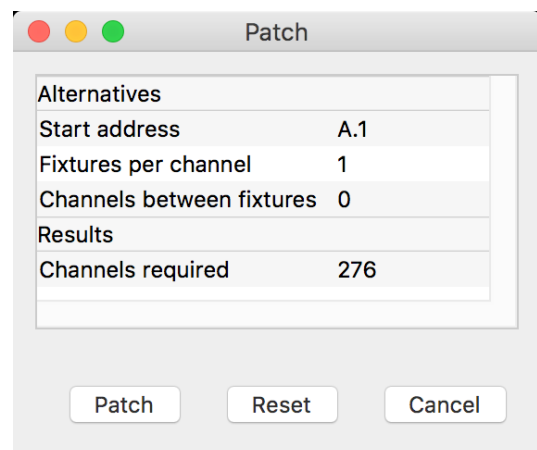 Patch
Alternatives
Start address A.1
Fixtures per channel 1
Channels between fixtures 0
Results
Channels required 276
Patch Reset Cancel